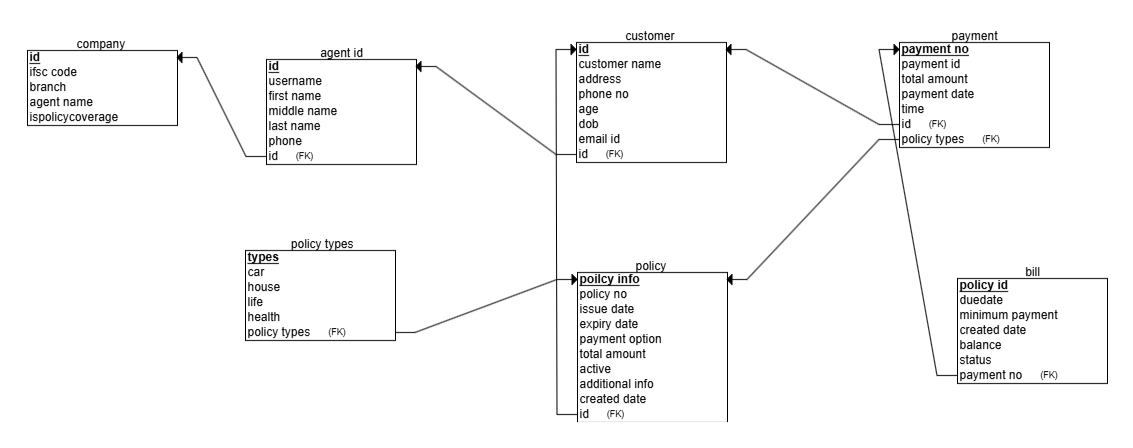 company
id
ifsc code
branch
agent name
ispolicycoverage
agent id
id
username
first name
middle name
last name
phone
id (FK)
customer
id
customer name
address
phone no
age
dob
email id
id (FK)
payment
payment no
payment id
total amount
payment date
time
id (FK)
policy types (FK)
policy types
types
car
house
life
health
policy types (FK)
policy
poilcy info
policy no
issue date
expiry date
payment option
total amount
active
additional info
created date
id (FK)
bill
policy id
duedate
minimum payment
created date
balance
status
payment no (FK)